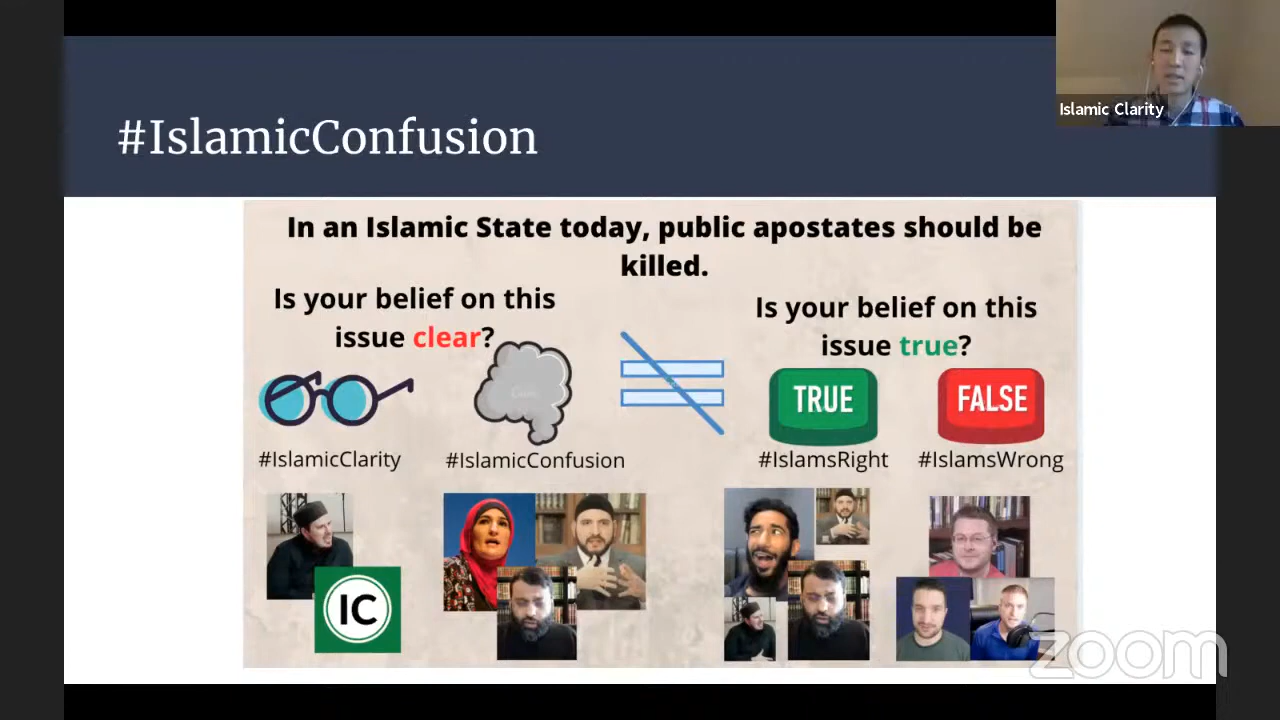 Islamic Clarity
#IslamicConfusion
In an Islamic State today, public apostates should be
killed.
Is your belief on this
issue clear?
Is your belief on this
issue true?
TRUE
FALSE
#IslamicClarity
#IslamicConfusion
#IslamsRight
#IslamsWrong
IC
zoom